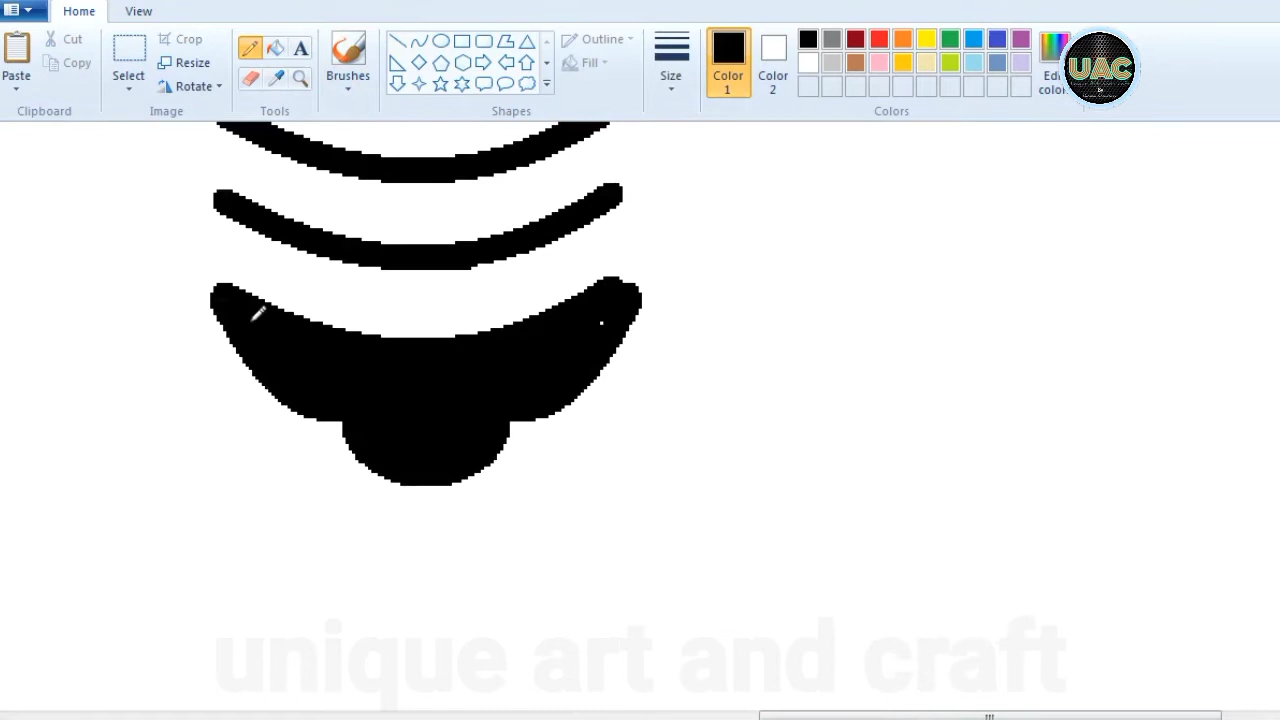 Home View
Cut
Copy
Paste
Clipboard
Select
Crop
Resize
Rotate
Image
A
Tools
Brushes
Shapes
Outline
Fill
Size
Color
1
Color
2
Colors
UAC
unique art and craft